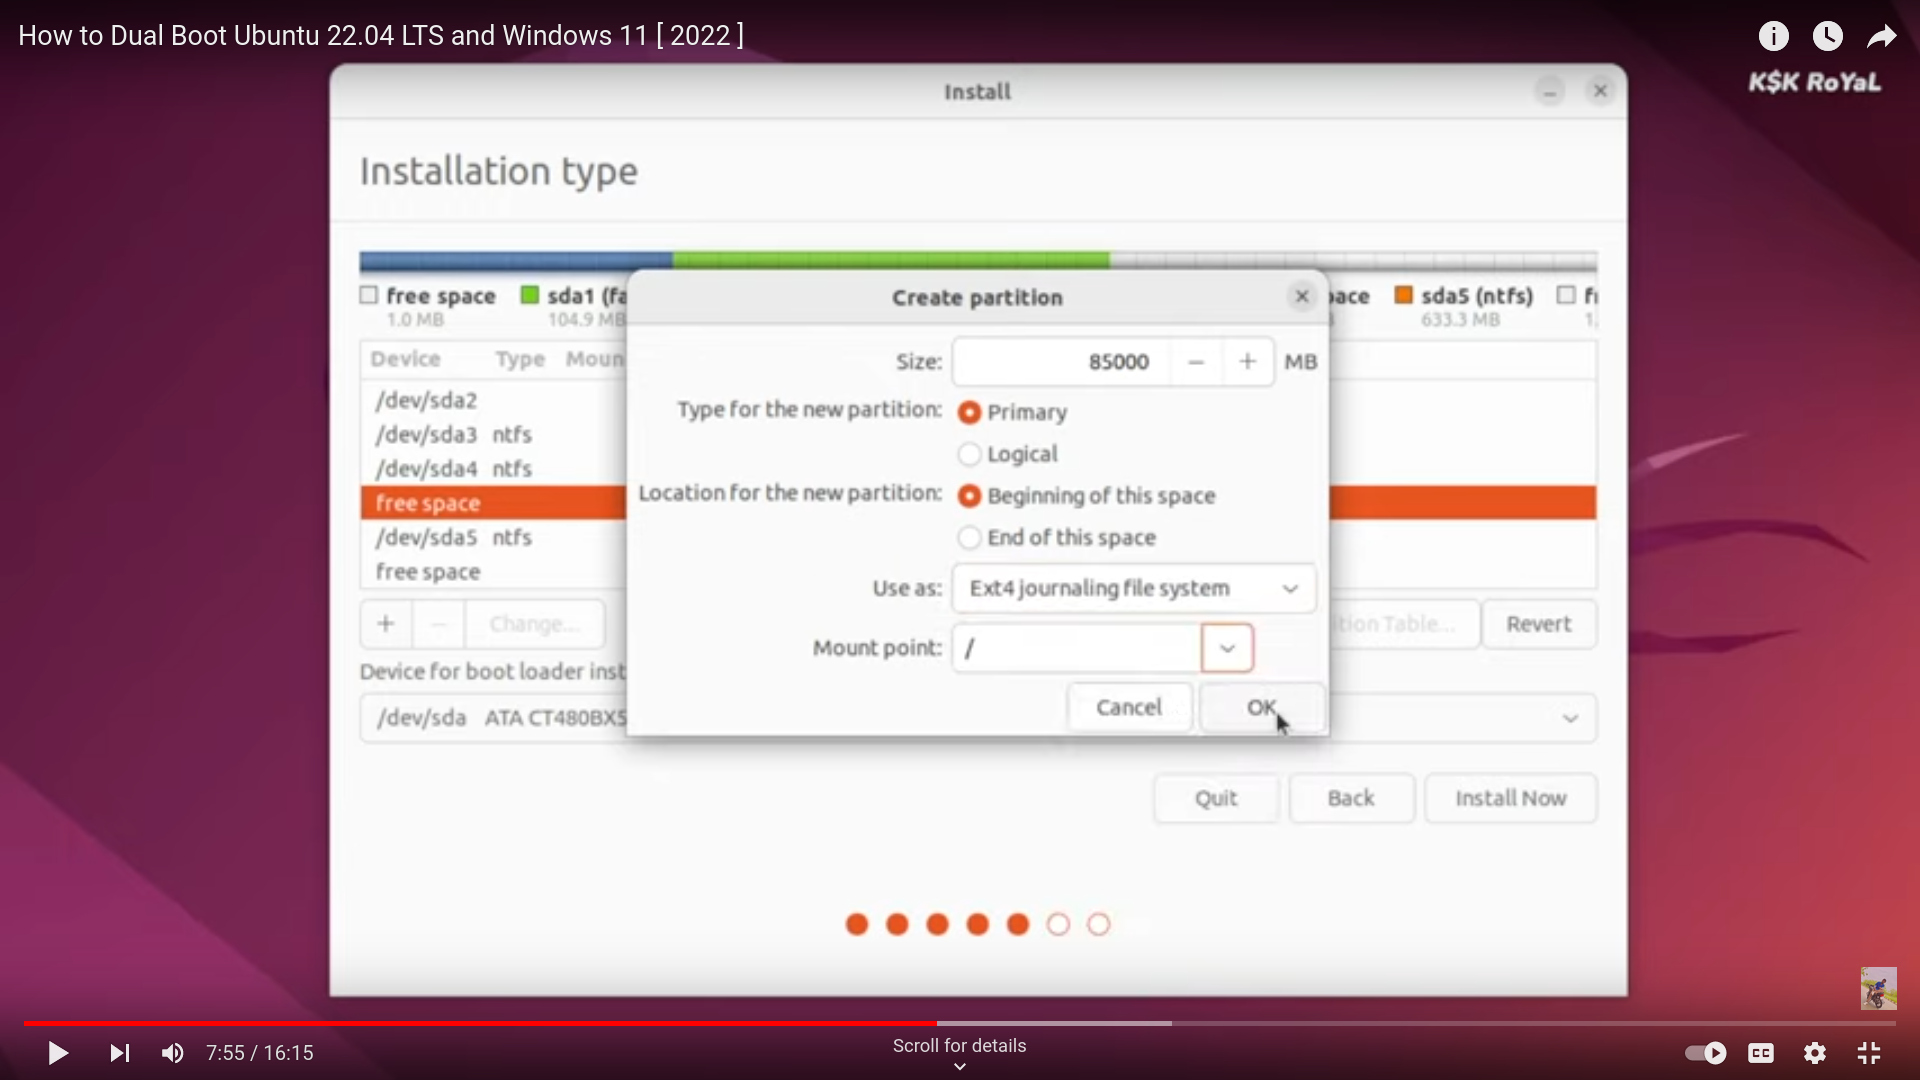 How to Dual Boot Ubuntu 22.04 LTS and Windows 11 [ 2022 ]
K$K RoYaL
Install
Installation type
free space
1.0 MB
sda1 (fa
104.9 MB
ace
sda5 (ntfs)
633.3 MB
Device Type Moun
/dev/sda2
/dev/sda3 ntfs
/dev/sda4 ntfs
free space
/dev/sda5 ntfs
free space
+ − Change... ition Table... Revert
Device for boot loader inst
/dev/sda ATA CT480BX5
Create partition
Size: 85000 − + MB
Type for the new partition: Primary
Logical
Location for the new partition: Beginning of this space
End of this space
Use as: Ext4 journaling file system
Mount point: /
Cancel OK
Quit Back Install Now
7:55 / 16:15
Scroll for details
CC